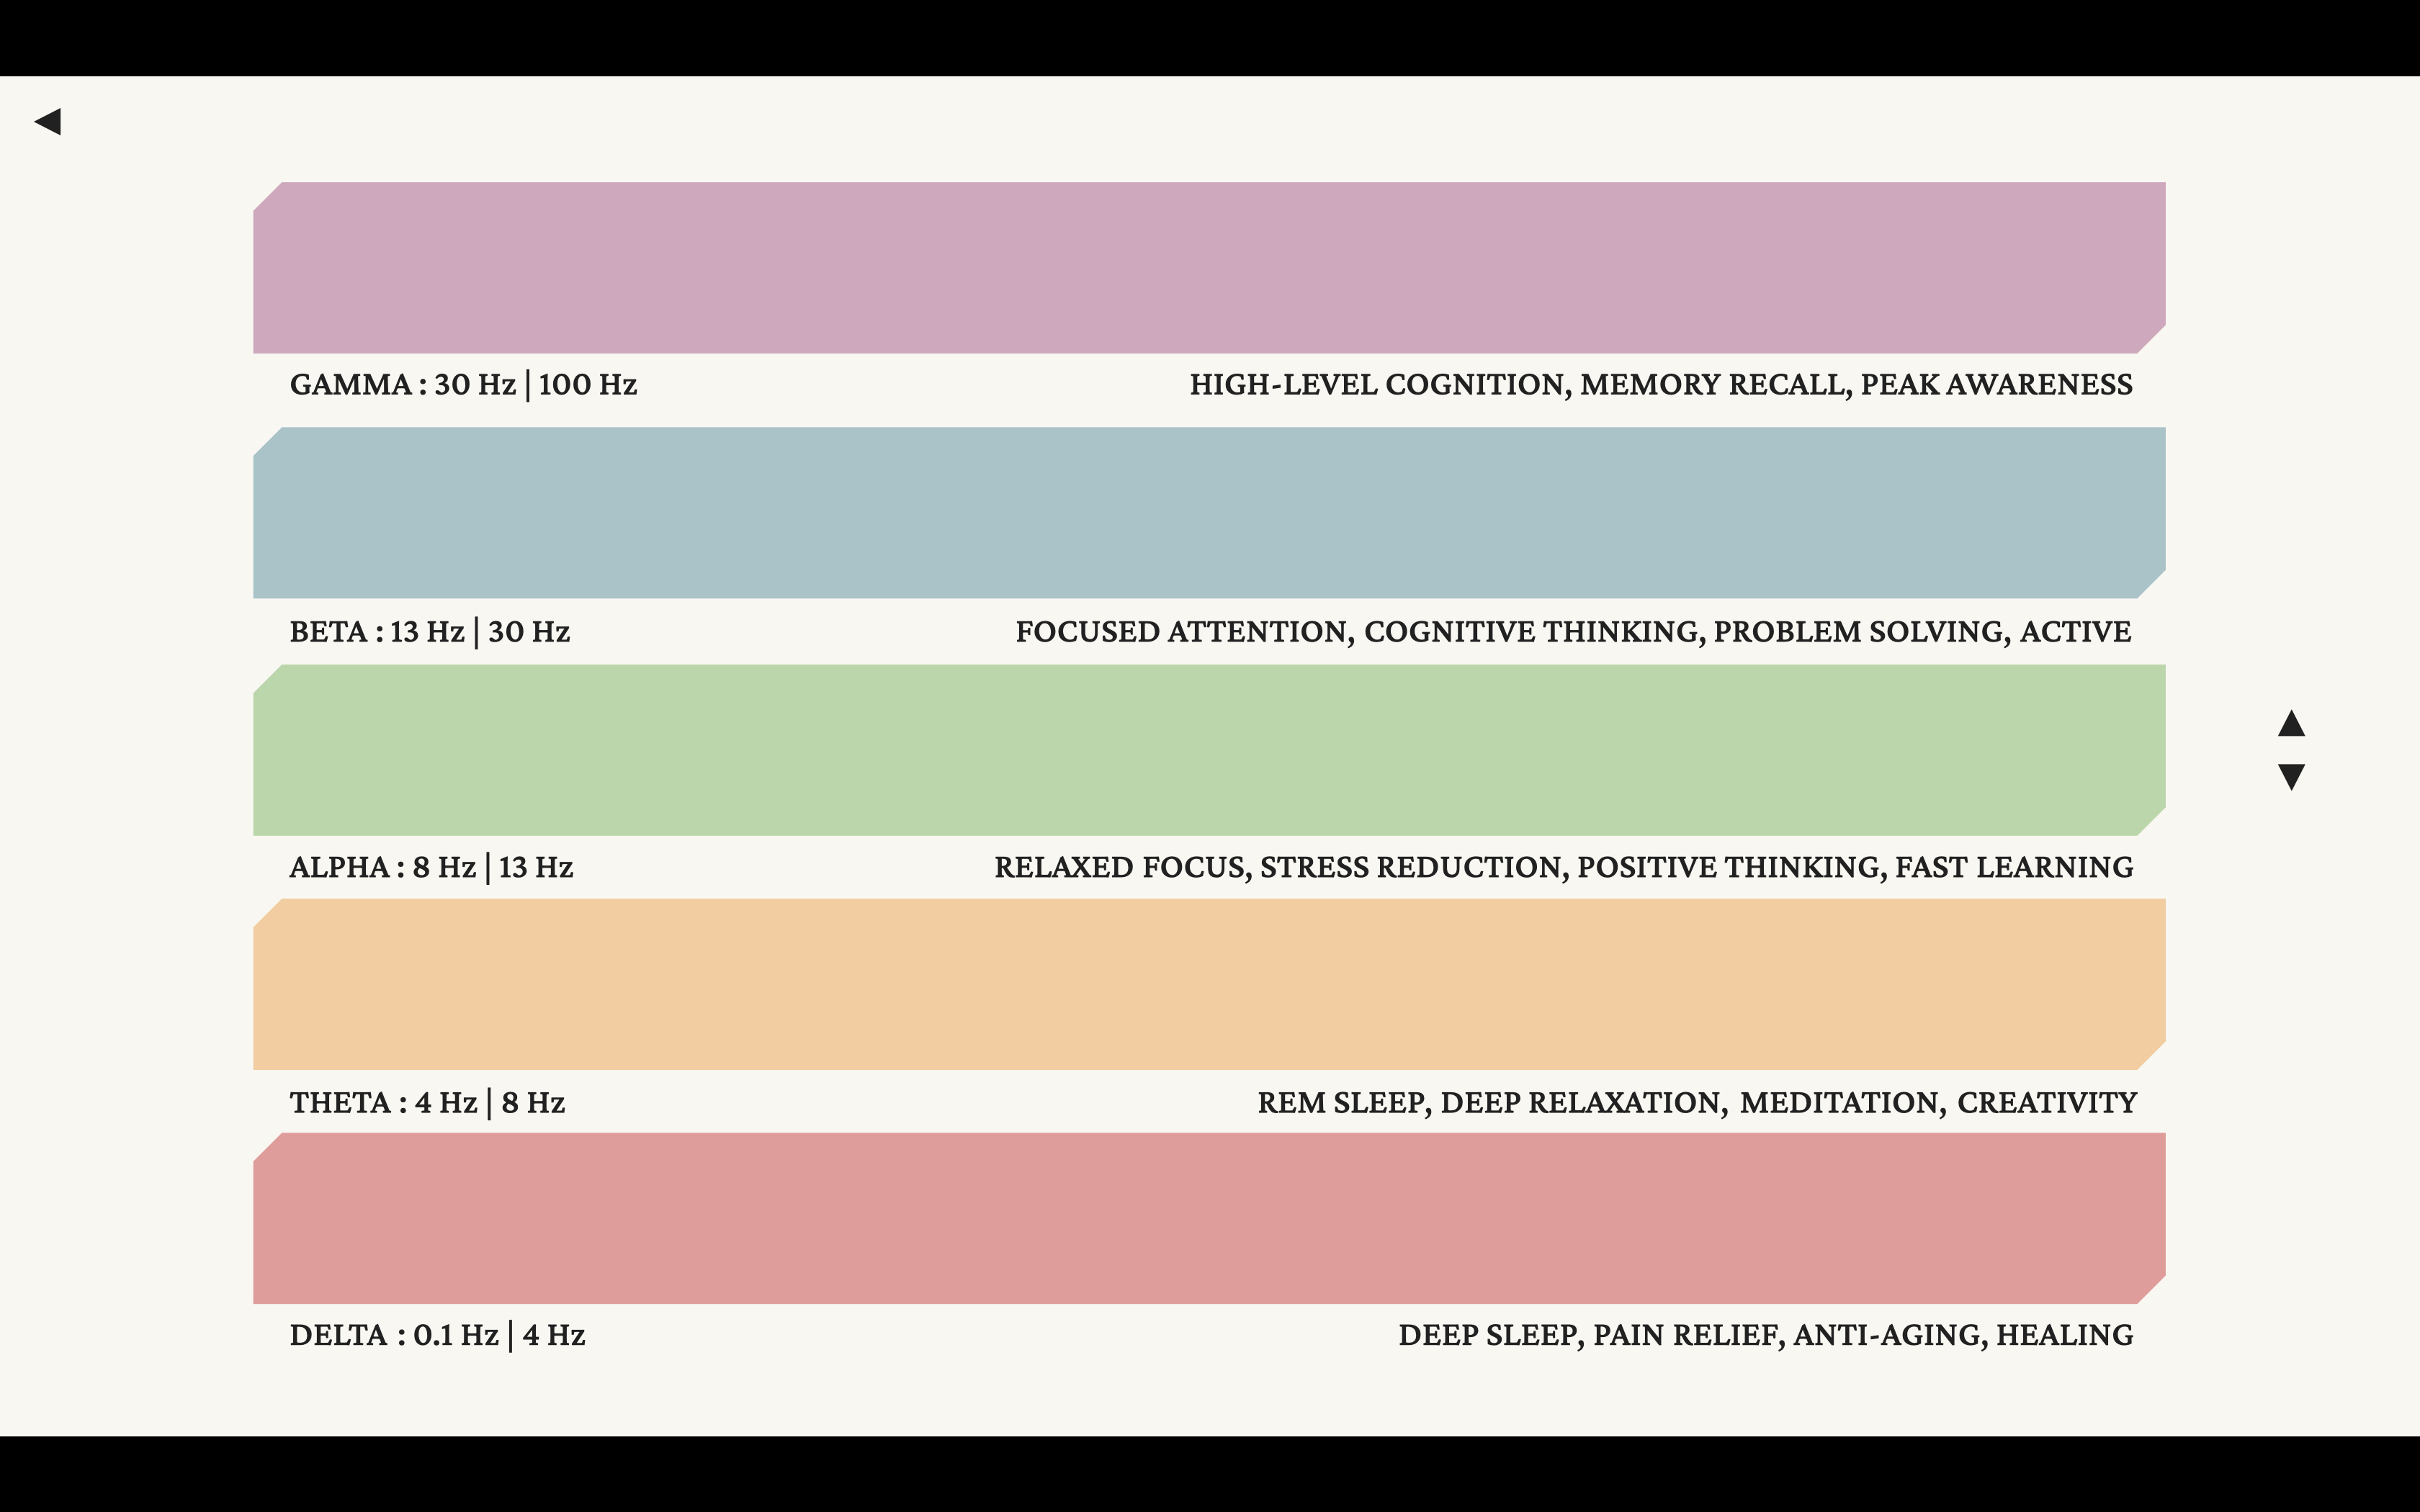 GAMMA : 30 Hz | 100 Hz
HIGH-LEVEL COGNITION, MEMORY RECALL, PEAK AWARENESS
BETA : 13 Hz | 30 Hz
FOCUSED ATTENTION, COGNITIVE THINKING, PROBLEM SOLVING, ACTIVE
ALPHA : 8 Hz | 13 Hz
RELAXED FOCUS, STRESS REDUCTION, POSITIVE THINKING, FAST LEARNING
THETA : 4 Hz | 8 Hz
REM SLEEP, DEEP RELAXATION, MEDITATION, CREATIVITY
DELTA : 0.1 Hz | 4 Hz
DEEP SLEEP, PAIN RELIEF, ANTI-AGING, HEALING